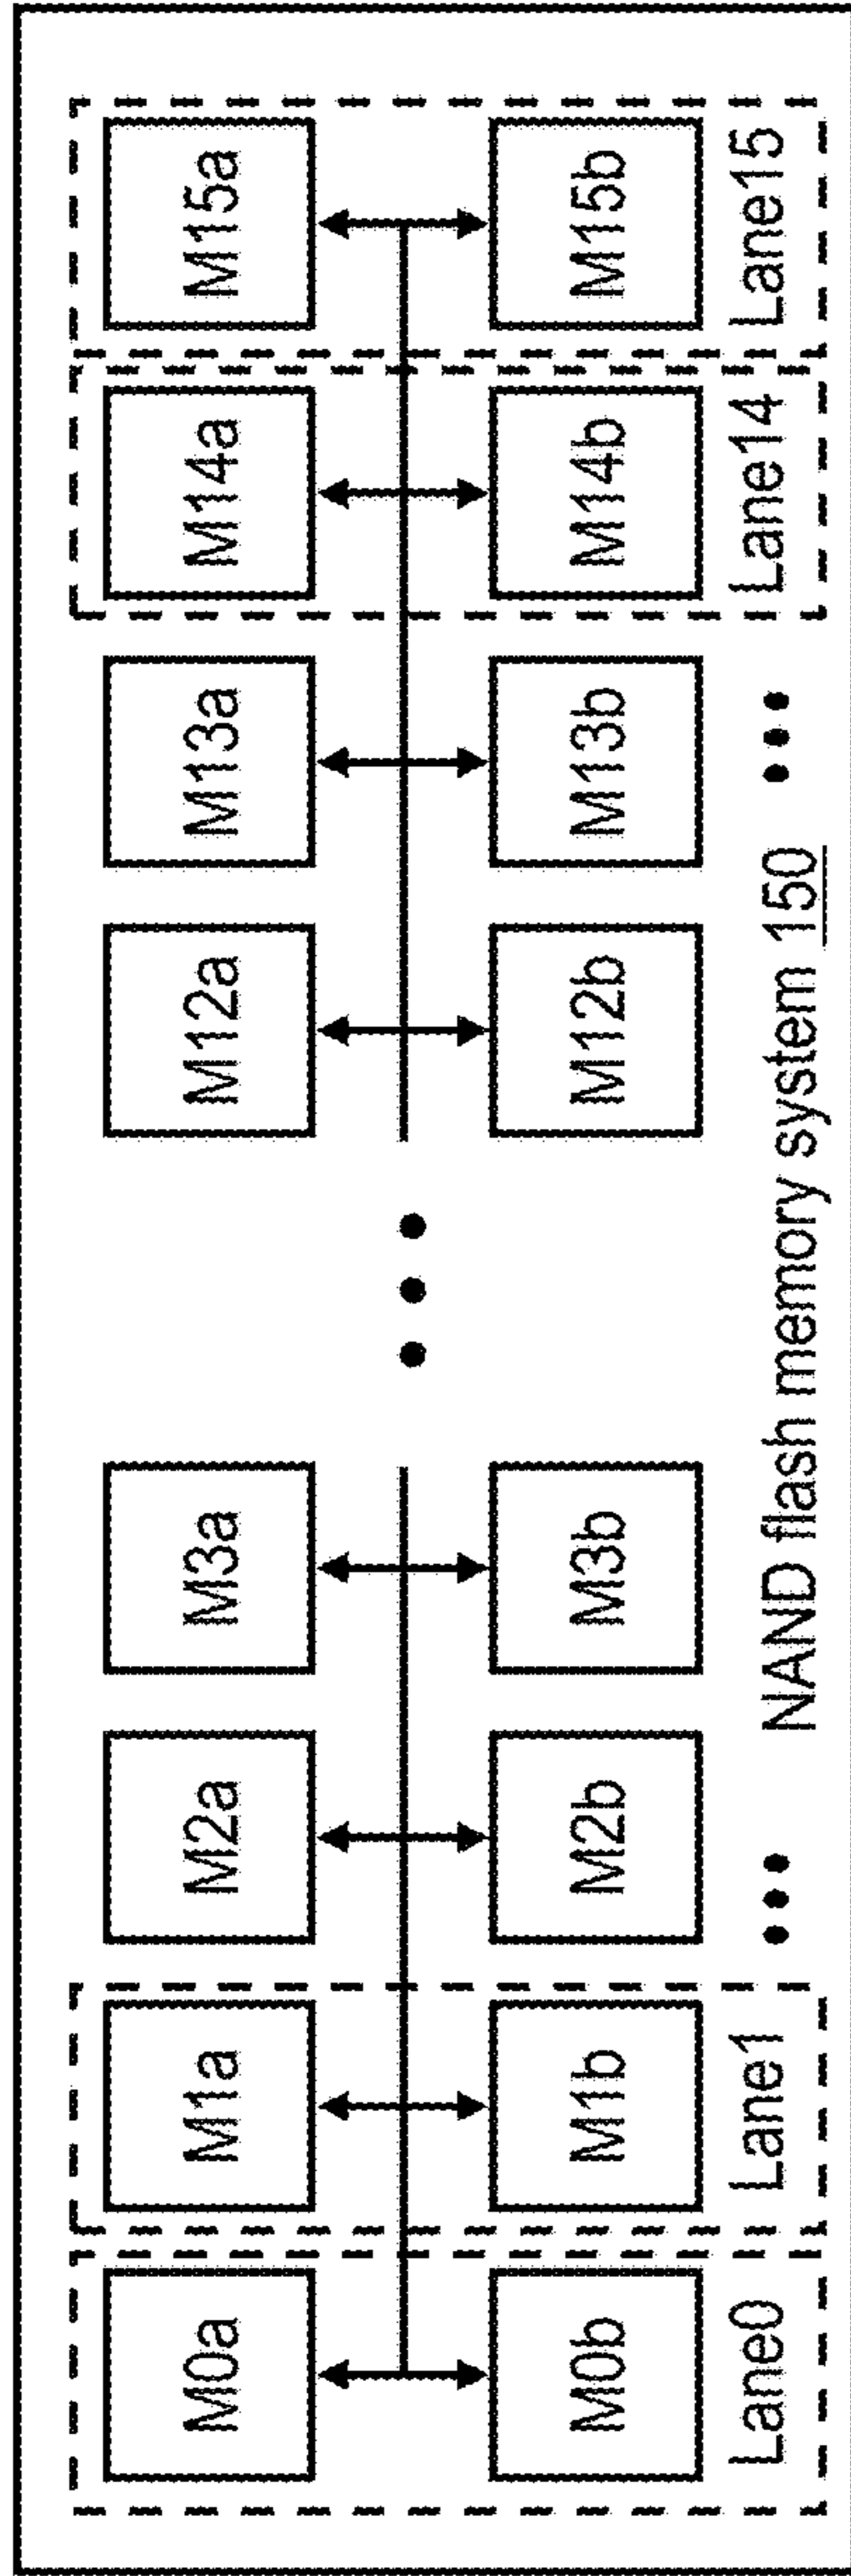 M0a
M1a
M2a
M3a
M12a
M13a
M14a
M15a
M0b
M1b
M2b
M3b
M12b
M13b
M14b
M15b
Lane0
Lane1
NAND flash memory system 150
Lane14
Lane15